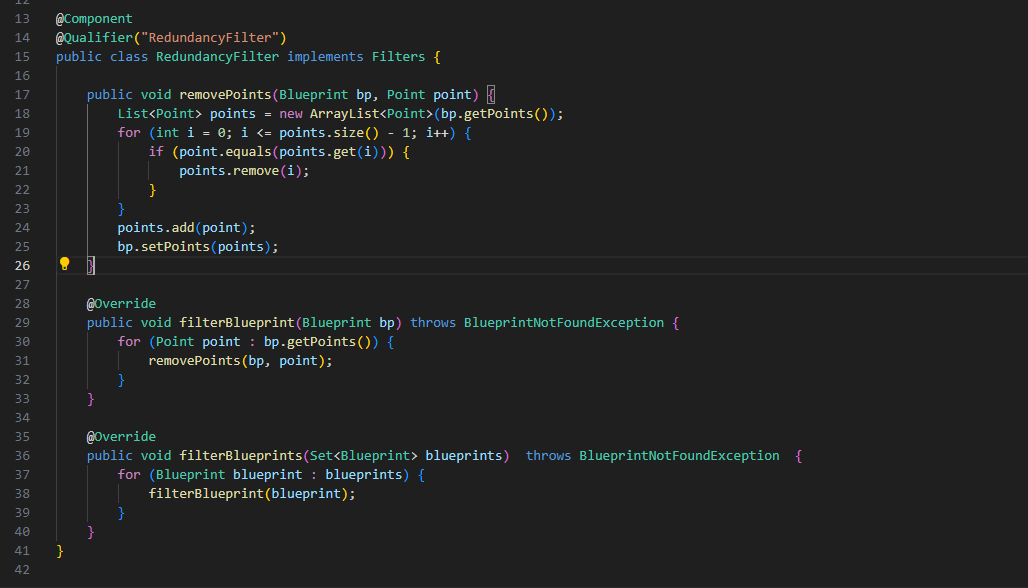 12
13 @Component
14 @Qualifier("RedundancyFilter")
15 public class RedundancyFilter implements Filters {
16
17     public void removePoints(Blueprint bp, Point point) {
18         List<Point> points = new ArrayList<Point>(bp.getPoints());
19         for (int i = 0; i <= points.size() - 1; i++) {
20             if (point.equals(points.get(i))) {
21                 points.remove(i);
22             }
23         }
24         points.add(point);
25         bp.setPoints(points);
26     }
27
28     @Override
29     public void filterBlueprint(Blueprint bp) throws BlueprintNotFoundException {
30         for (Point point : bp.getPoints()) {
31             removePoints(bp, point);
32         }
33     }
34
35     @Override
36     public void filterBlueprints(Set<Blueprint> blueprints)  throws BlueprintNotFoundException  {
37         for (Blueprint blueprint : blueprints) {
38             filterBlueprint(blueprint);
39         }
40     }
41 }
42